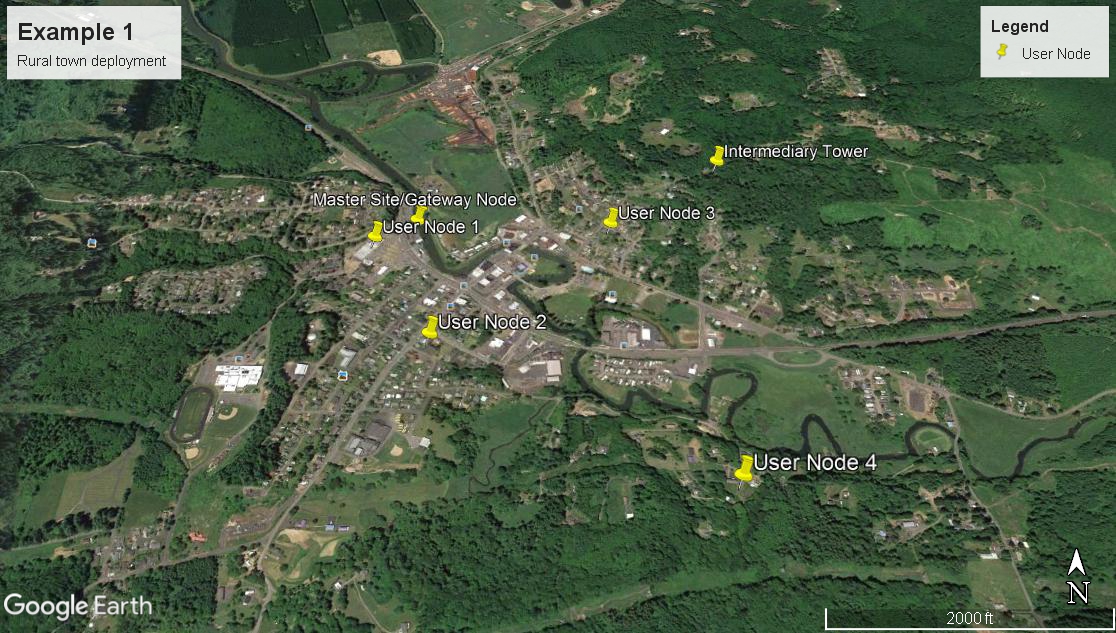 Example 1
Rural town deployment
Legend
User Node
Intermediary Tower
Master Site/Gateway Node
User Node 3
User Node 1
User Node 2
User Node 4
Google Earth
N
2000 ft